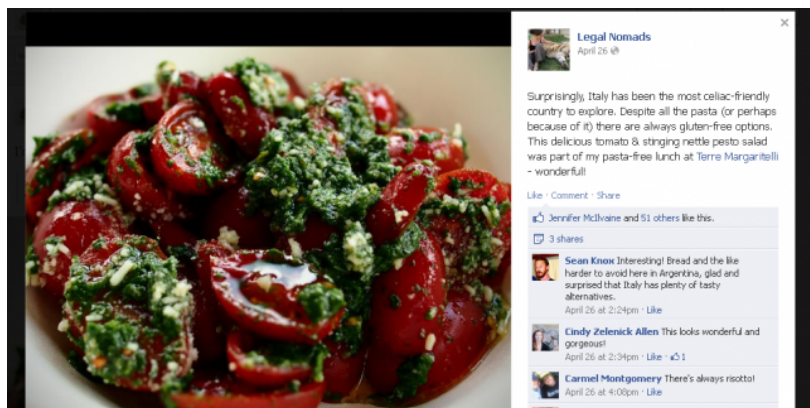 Legal Nomads
April 26
Surprisingly, Italy has been the most celiac-friendly
country to explore. Despite all the pasta (or perhaps
because of it) there are always gluten-free options.
This delicious tomato & stinging nettle pesto salad
was part of my pasta-free lunch at Terre Margaritelli
- wonderful!
Like · Comment · Share
Jennifer McIlvaine and 51 others like this.
3 shares
Sean Knox Interesting! Bread and the like
harder to avoid here in Argentina, glad and
surprised that Italy has plenty of tasty
alternatives.
April 26 at 2:24pm · Like
Cindy Zelenick Allen This looks wonderful and
gorgeous!
April 26 at 2:34pm · Like · 1
Carmel Montgomery There's always risotto!
April 26 at 4:08pm · Like